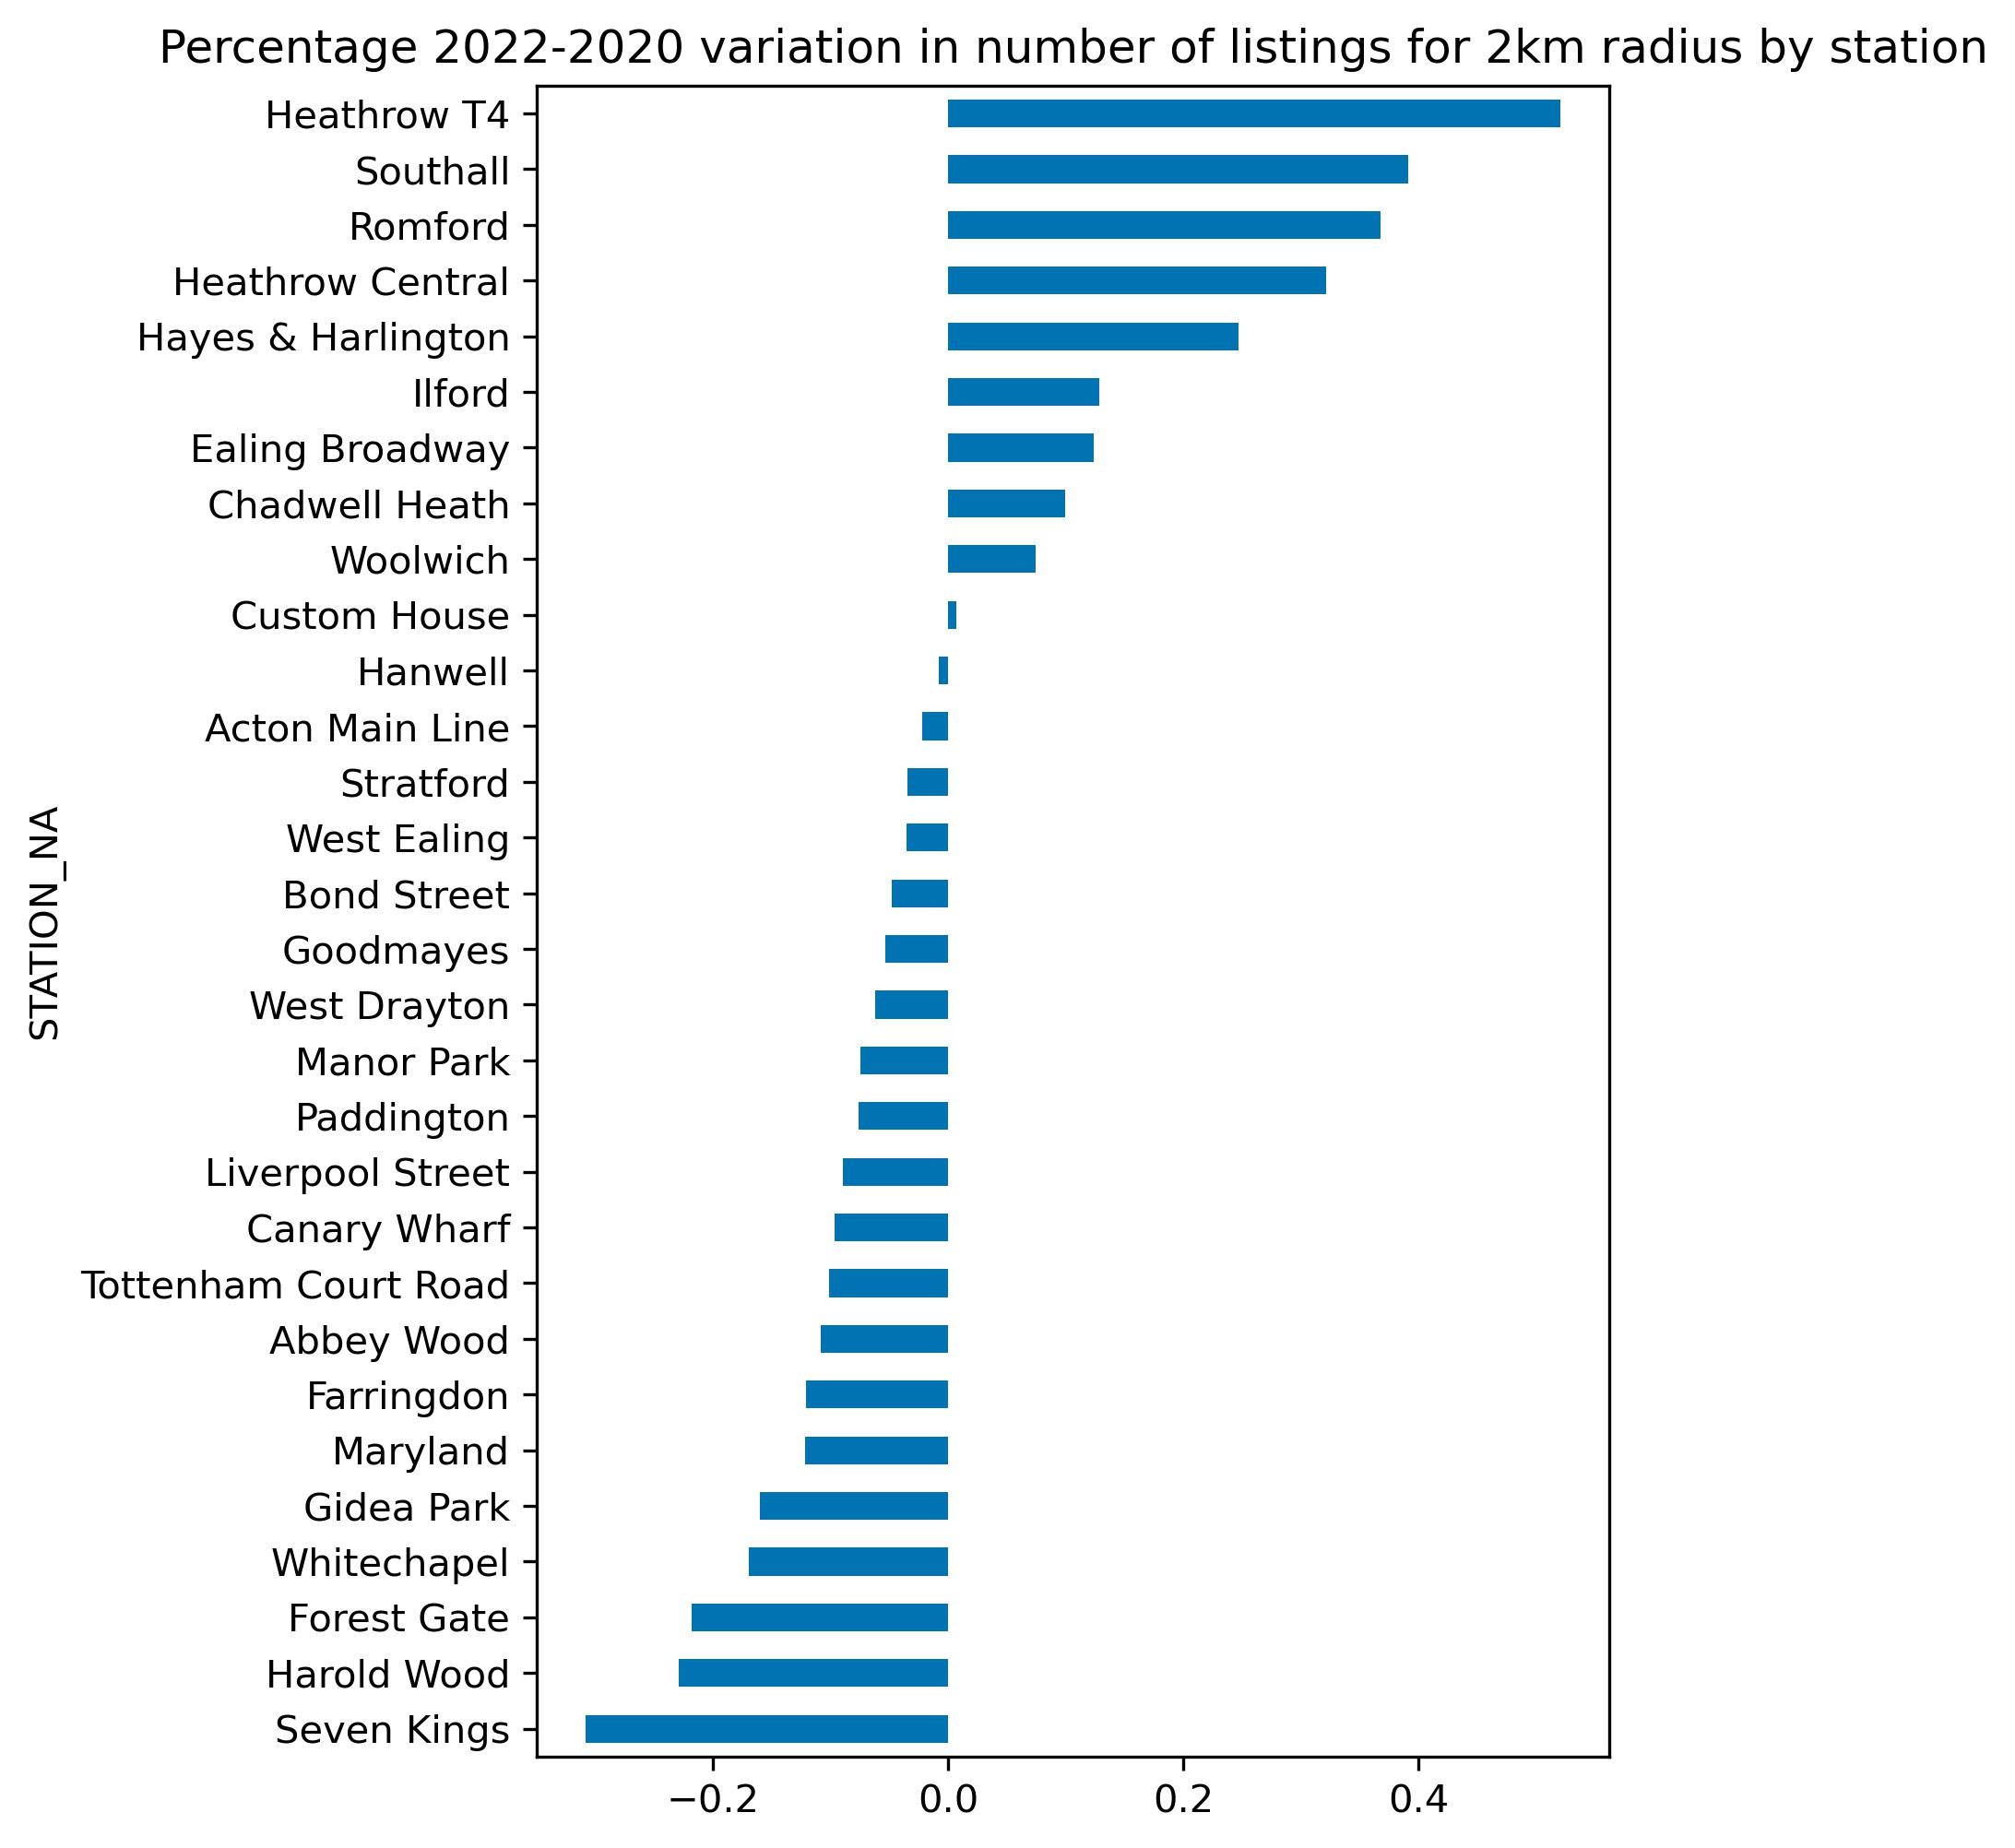 Percentage 2022-2020 variation in number of listings for 2km radius by station
Heathrow T4
Southall
Romford
Heathrow Central
Hayes & Harlington
Ilford
Ealing Broadway
Chadwell Heath
Woolwich
Custom House
Hanwell
Acton Main Line
Stratford
West Ealing
Bond Street
Goodmayes
West Drayton
Manor Park
Paddington
Liverpool Street
Canary Wharf
Tottenham Court Road
Abbey Wood
Farringdon
Maryland
Gidea Park
Whitechapel
Forest Gate
Harold Wood
Seven Kings
STATION_NA
−0.2 0.0 0.2 0.4